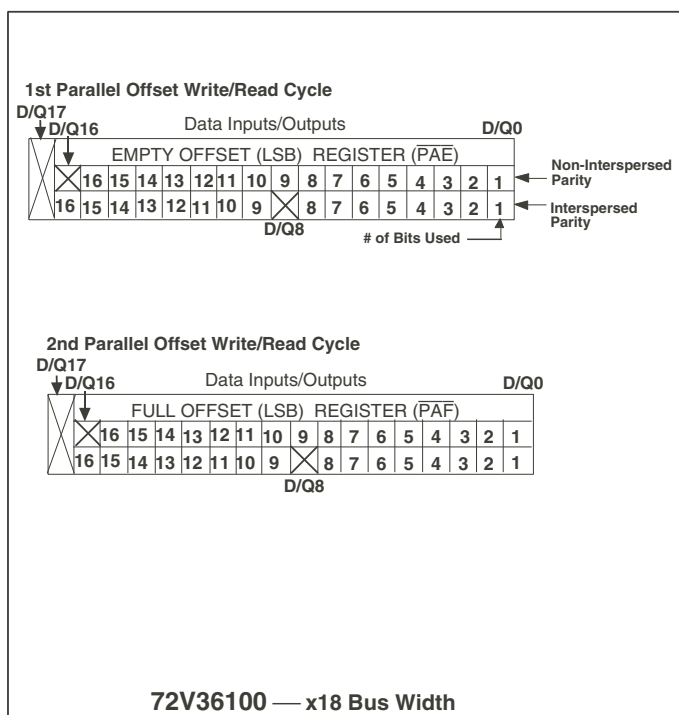 1st Parallel Offset Write/Read Cycle
D/Q17
D/Q16 Data Inputs/Outputs D/Q0
EMPTY OFFSET (LSB) REGISTER (PAE)
16 15 14 13 12 11 10 9 8 7 6 5 4 3 2 1
Non-Interspersed
Parity
16 15 14 13 12 11 10 9 8 7 6 5 4 3 2 1
Interspersed
Parity
D/Q8
# of Bits Used
2nd Parallel Offset Write/Read Cycle
D/Q17
D/Q16 Data Inputs/Outputs D/Q0
FULL OFFSET (LSB) REGISTER (PAF)
16 15 14 13 12 11 10 9 8 7 6 5 4 3 2 1
16 15 14 13 12 11 10 9 8 7 6 5 4 3 2 1
D/Q8
72V36100 — x18 Bus Width